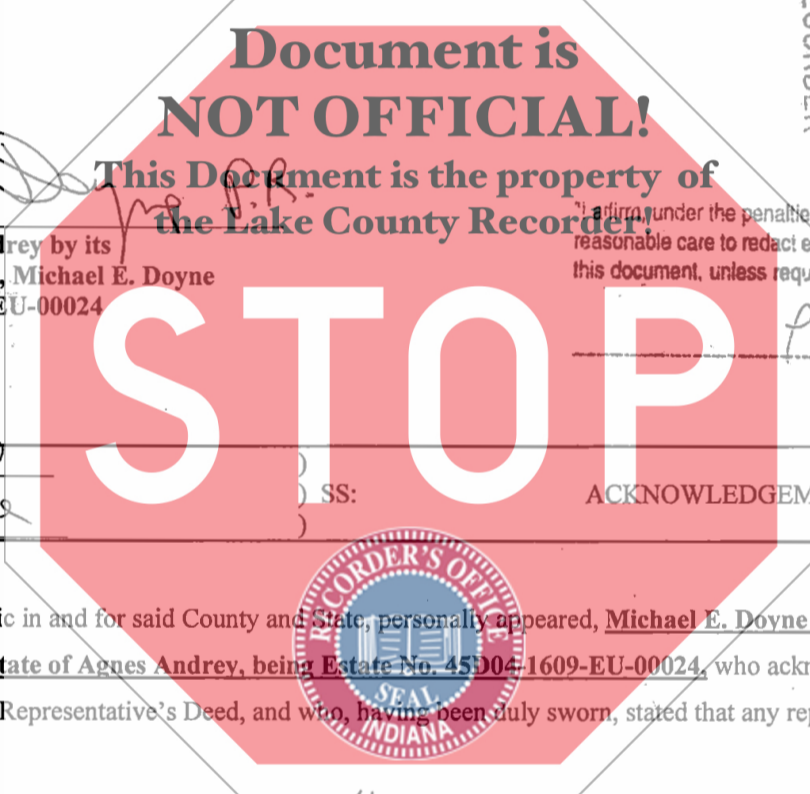 Document is
NOT OFFICIAL!
This Document is the property of
the Lake County Recorder!
P.R.
"I affirm, under the penaltie
drey by its
reasonable care to redact e
, Michael E. Doyne
this document, unless requ
EU-00024
STOP
)
) SS: ACKNOWLEDGEM
)
RECORDER'S OFFICE
SEAL
INDIANA
ic in and for said County and State, personally appeared, Michael E. Doyne
tate of Agnes Andrey, being Estate No. 45D04-1609-EU-00024, who ackn
Representative's Deed, and who, having been duly sworn, stated that any rep